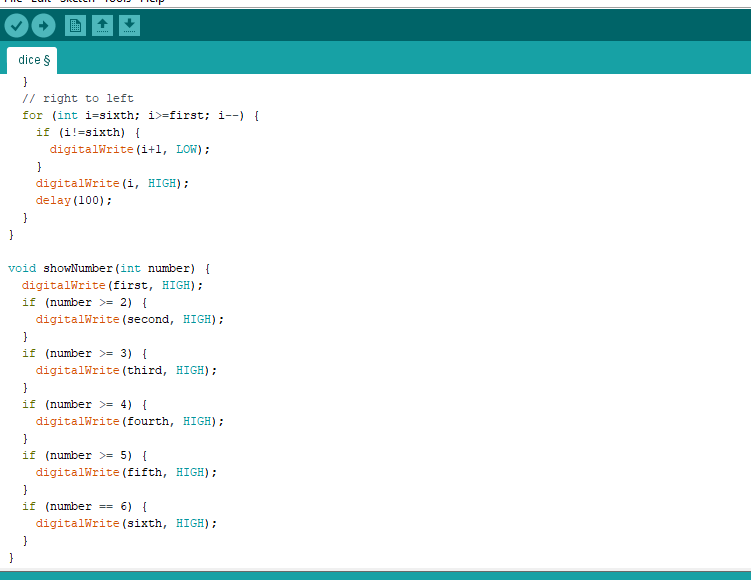 File Edit Sketch Tools Help
dice §
}
// right to left
for (int i=sixth; i>=first; i--) {
if (i!=sixth) {
digitalWrite(i+1, LOW);
}
digitalWrite(i, HIGH);
delay(100);
}
}
void showNumber(int number) {
digitalWrite(first, HIGH);
if (number >= 2) {
digitalWrite(second, HIGH);
}
if (number >= 3) {
digitalWrite(third, HIGH);
}
if (number >= 4) {
digitalWrite(fourth, HIGH);
}
if (number >= 5) {
digitalWrite(fifth, HIGH);
}
if (number == 6) {
digitalWrite(sixth, HIGH);
}
}